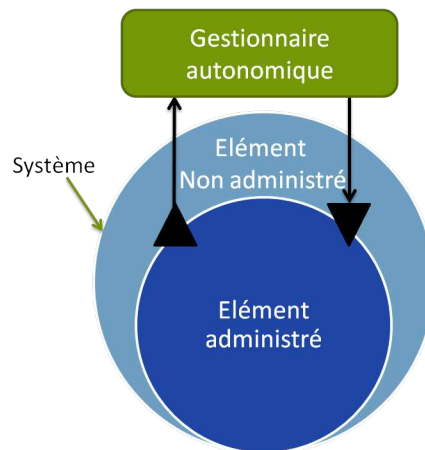 Gestionnaire
autonomique
Elément
Non administré
Système
Elément
administré